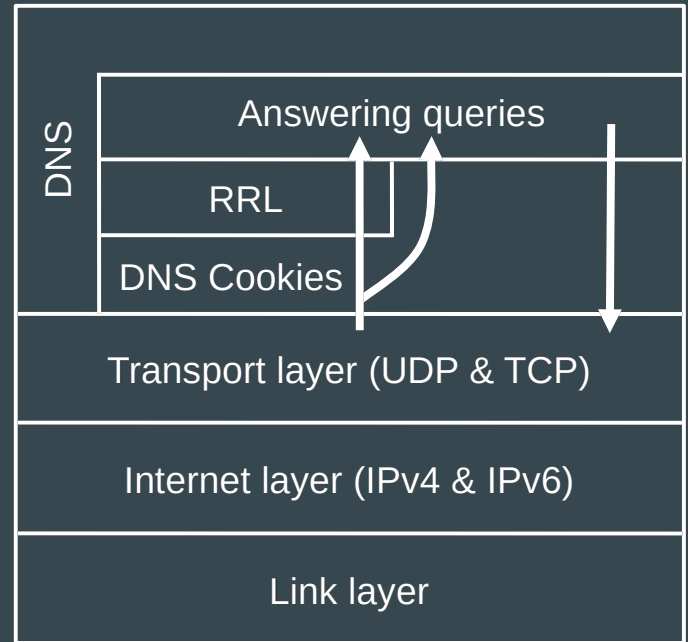 DNS
Answering queries
RRL
DNS Cookies
Transport layer (UDP & TCP)
Internet layer (IPv4 & IPv6)
Link layer